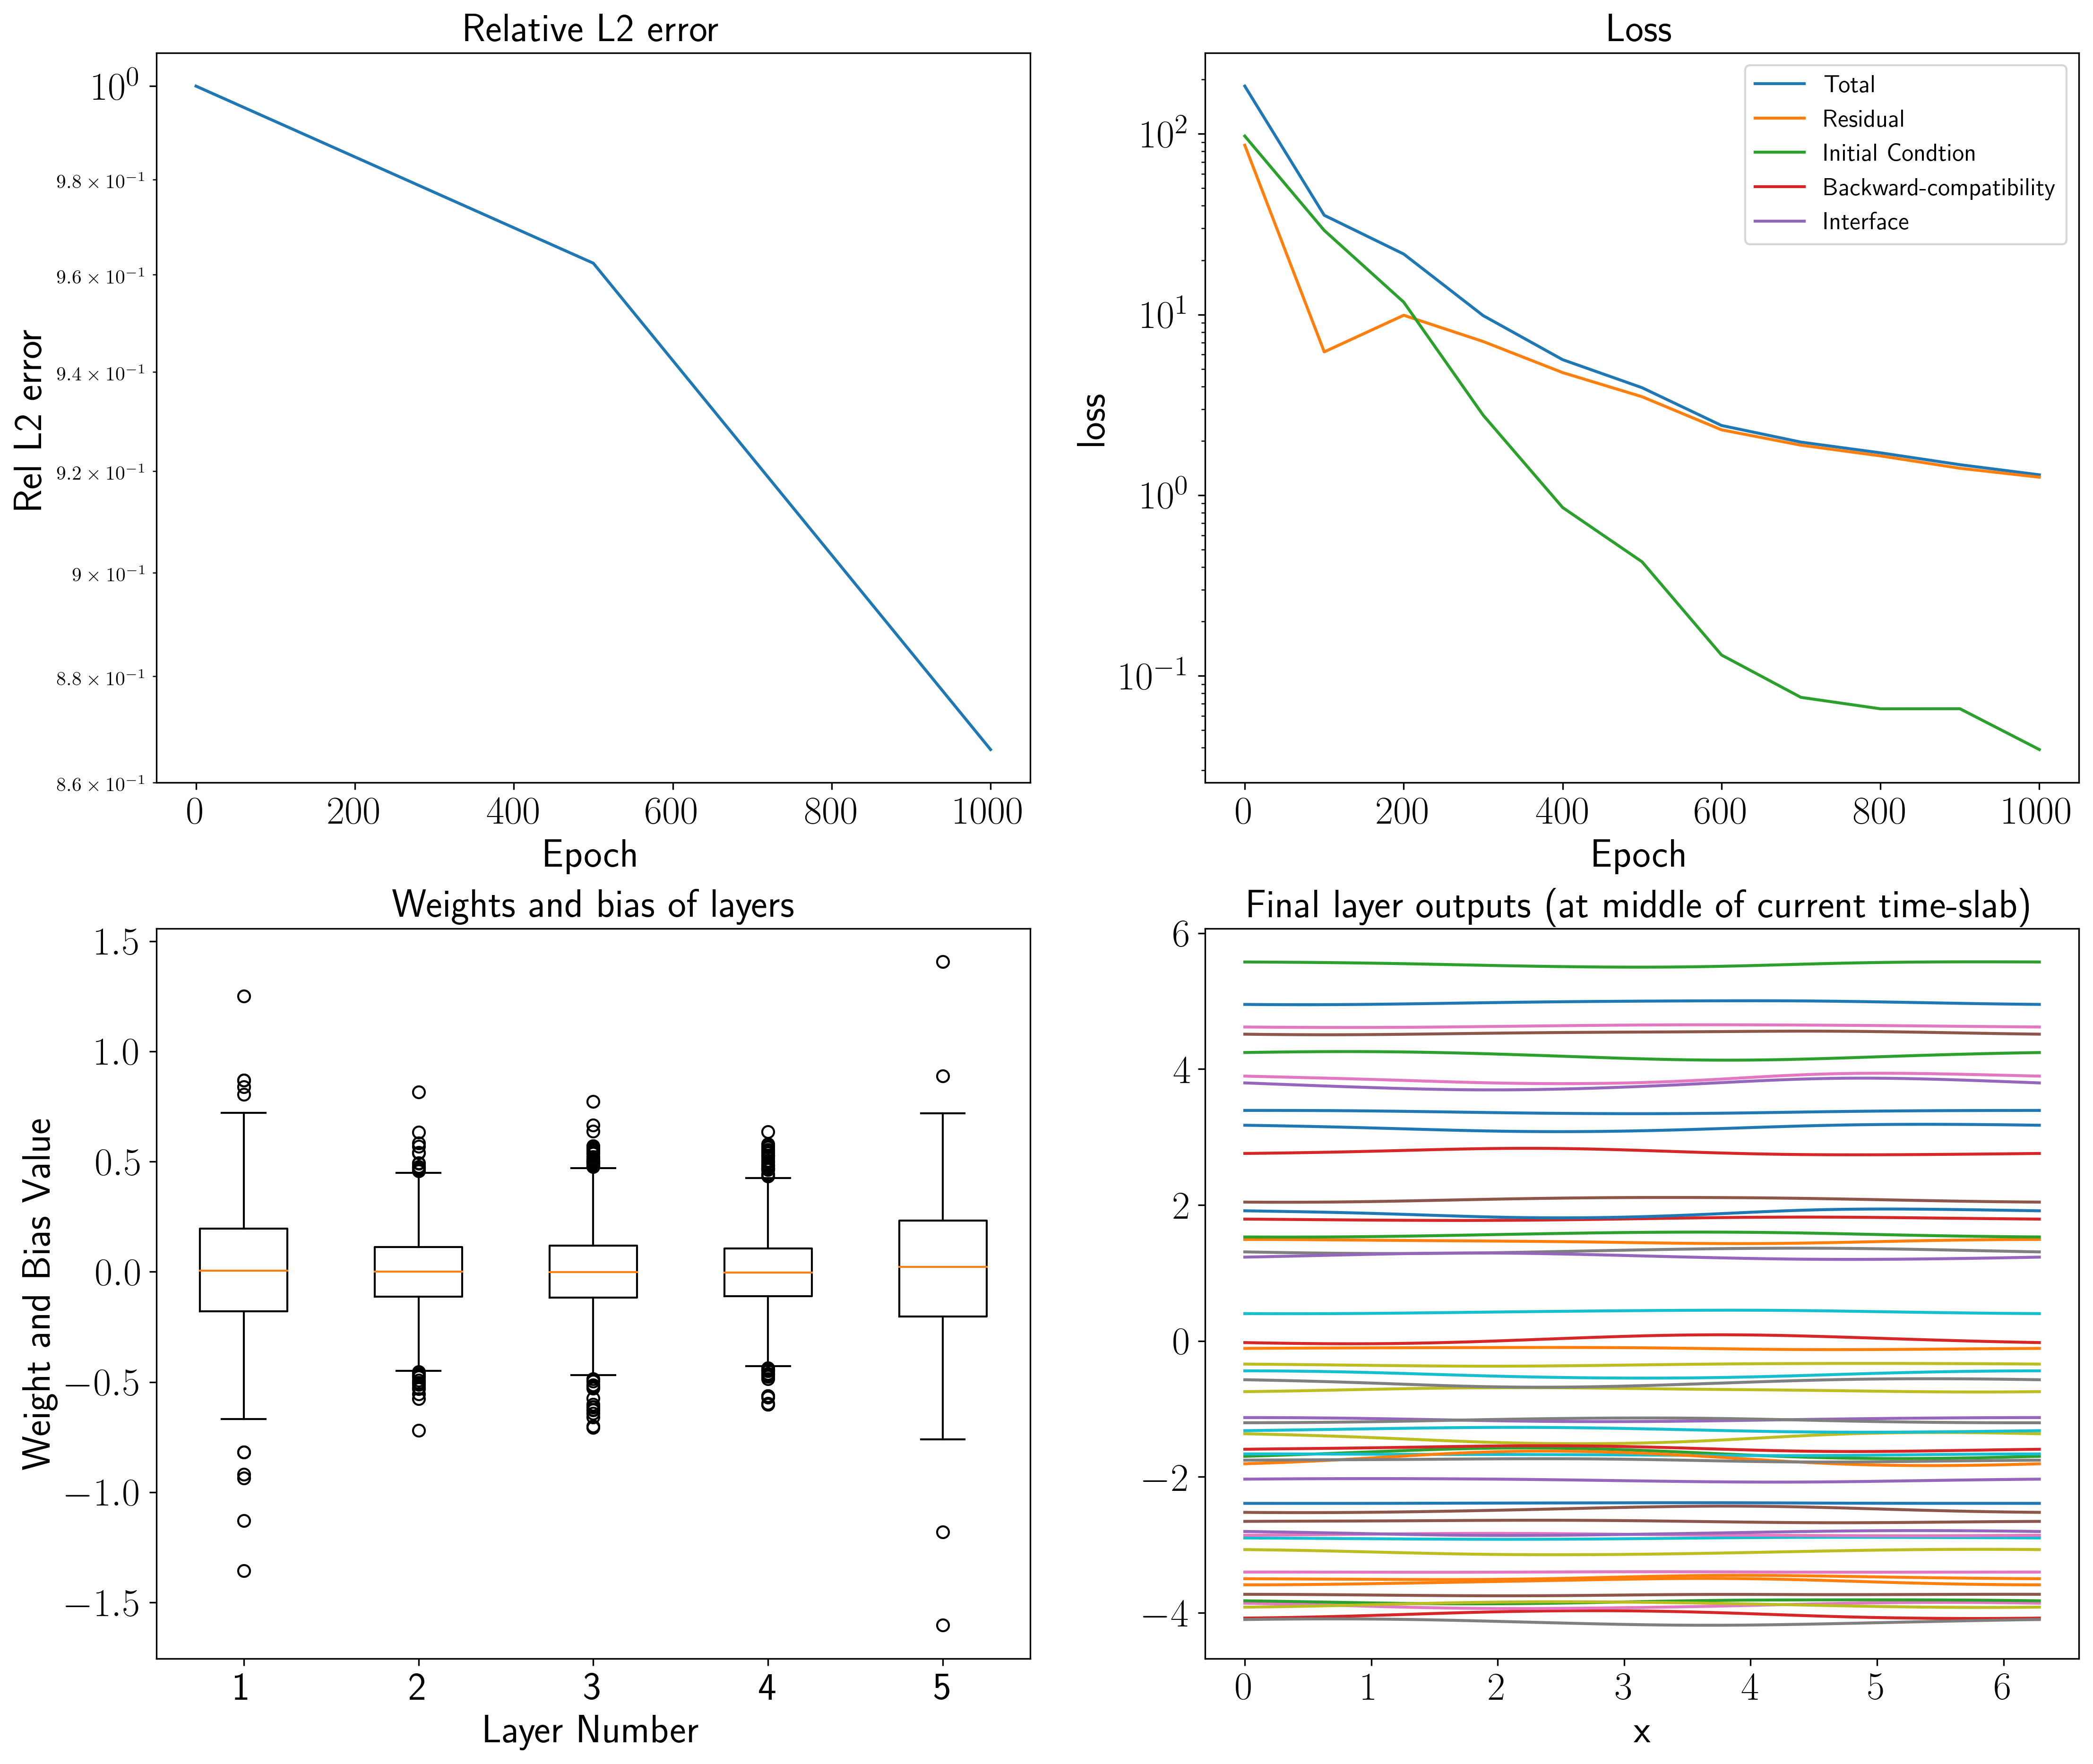 Relative L2 error
Rel L2 error
10^0
9.8 × 10^−1
9.6 × 10^−1
9.4 × 10^−1
9.2 × 10^−1
9 × 10^−1
8.8 × 10^−1
8.6 × 10^−1
0 200 400 600 800 1000
Epoch
Loss
loss
10^2
10^1
10^0
10^−1
Total
Residual
Initial Condtion
Backward-compatibility
Interface
0 200 400 600 800 1000
Epoch
Weights and bias of layers
Weight and Bias Value
1.5
1.0
0.5
0.0
−0.5
−1.0
−1.5
1 2 3 4 5
Layer Number
Final layer outputs (at middle of current time-slab)
6
4
2
0
−2
−4
0 1 2 3 4 5 6
x